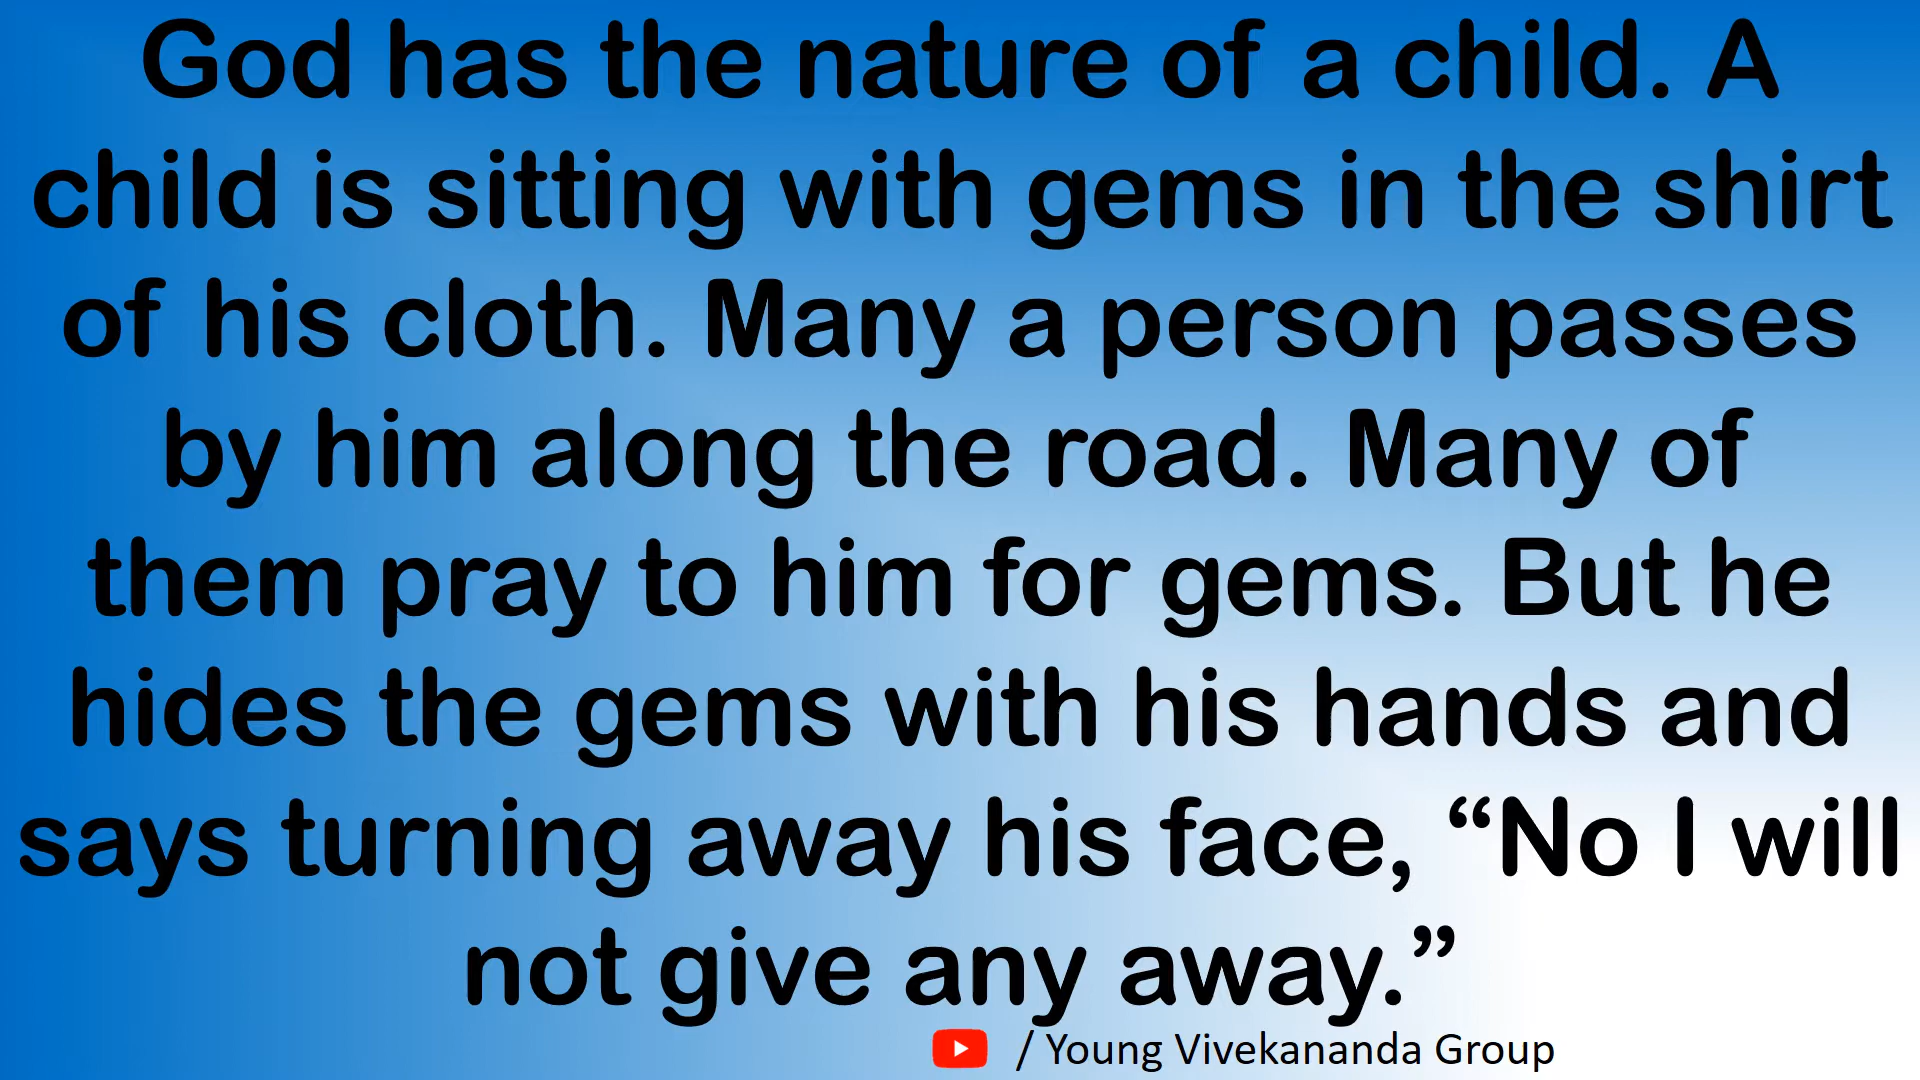 God has the nature of a child. A
child is sitting with gems in the shirt
of his cloth. Many a person passes
by him along the road. Many of
them pray to him for gems. But he
hides the gems with his hands and
says turning away his face, “No I will
not give any away.”
/ Young Vivekananda Group